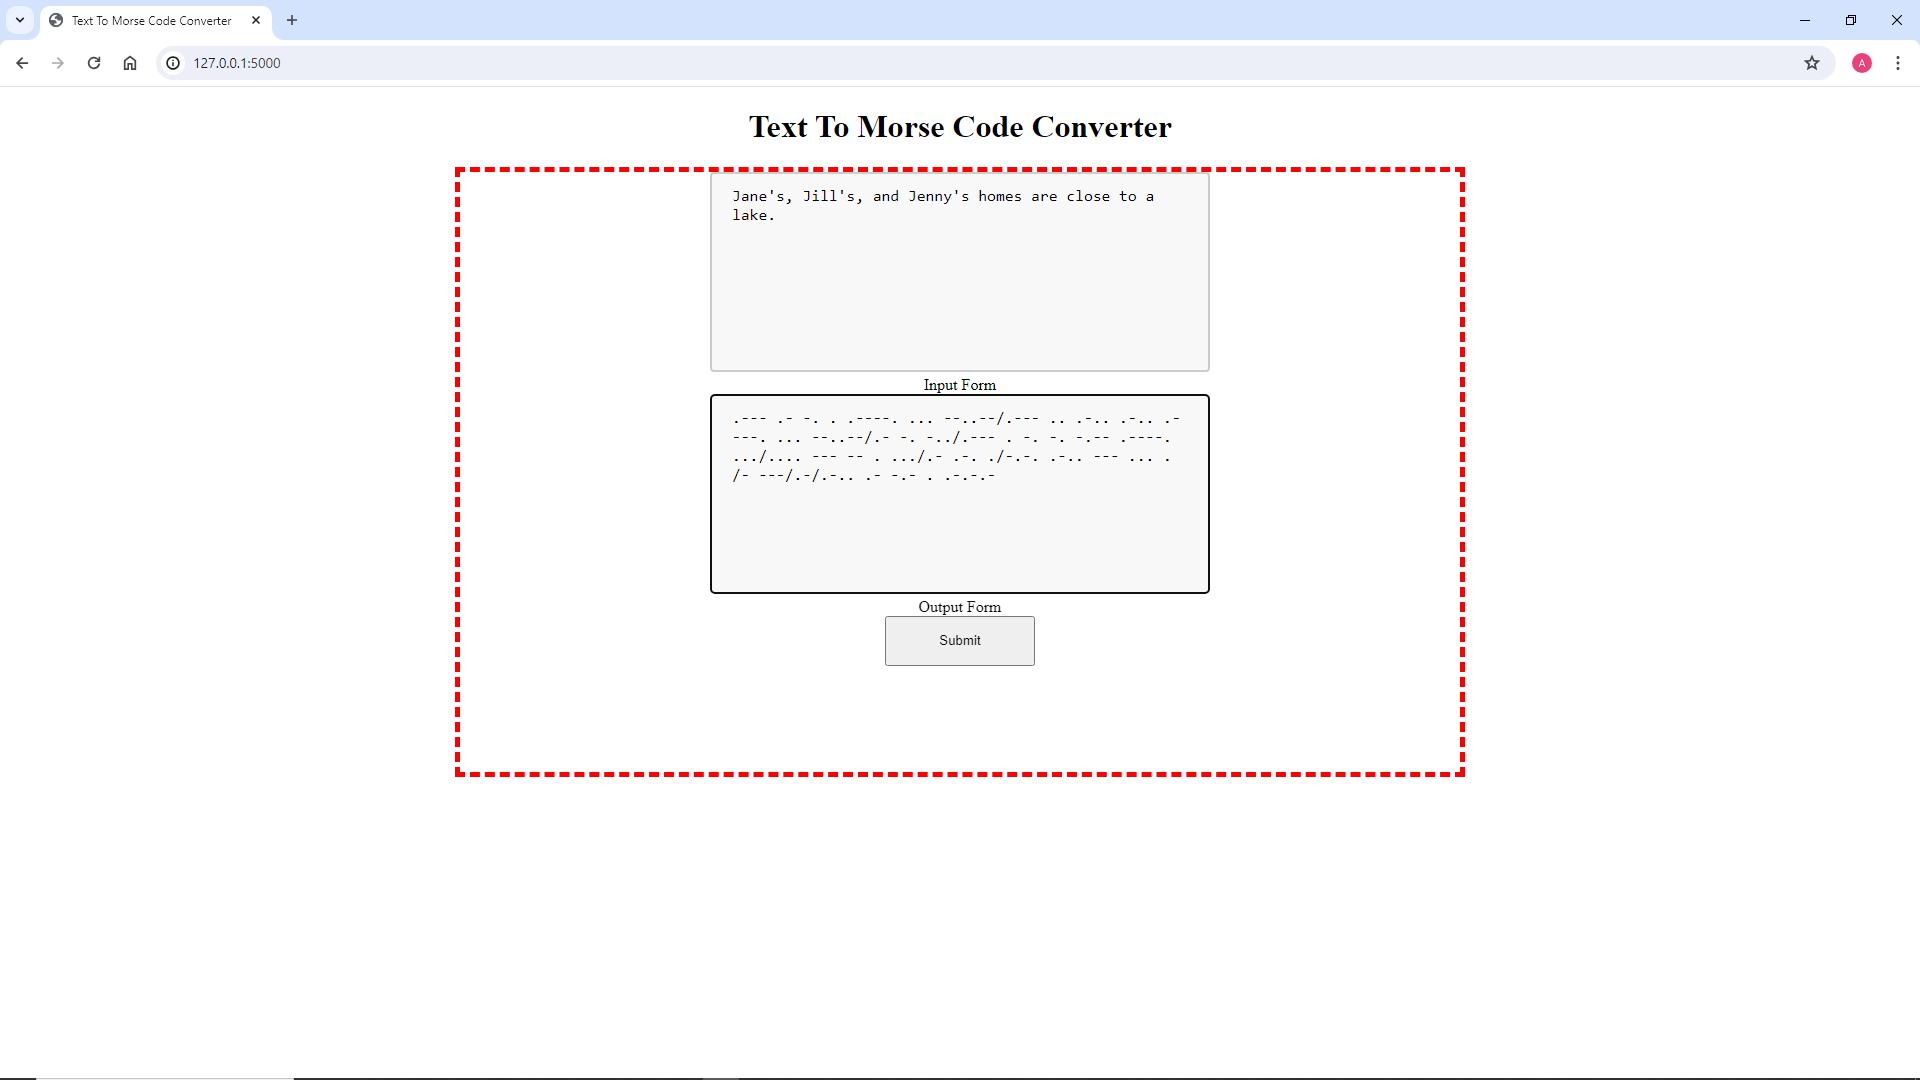 Text To Morse Code Converter
127.0.0.1:5000
A
Text To Morse Code Converter
Jane's, Jill's, and Jenny's homes are close to a
lake.
Input Form
.--- .- -. . .----. ... --..--/.--- .. .-.. .-.. .-
---. ... --..--/.- -. -../.--- . -. -. -.-- .----.
.../.... --- -- . .../.- .-. ./-.-. .-.. --- ... .
/- ---/.-/.-.. .- -.- . .-.-.-
Output Form
Submit